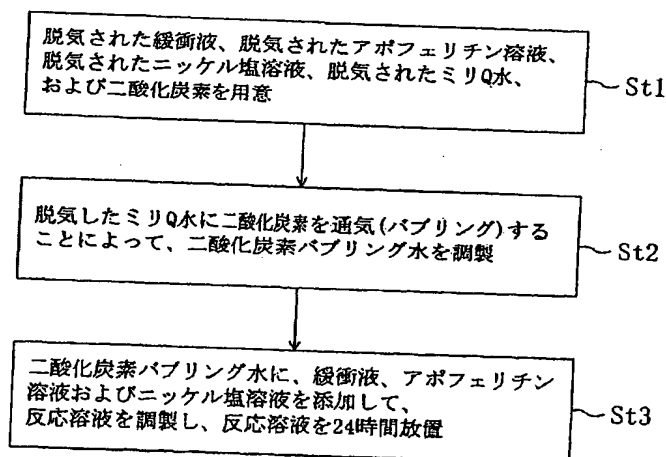 脱気された緩衝液、脱気されたアポフェリチン溶液、
脱気されたニッケル塩溶液、脱気されたミリQ水、
および二酸化炭素を用意
St1
脱気したミリQ水に二酸化炭素を通気(バブリング)する
ことによって、二酸化炭素バブリング水を調製
St2
二酸化炭素バブリング水に、緩衝液、アポフェリチン
溶液およびニッケル塩溶液を添加して、
反応溶液を調製し、反応溶液を24時間放置
St3